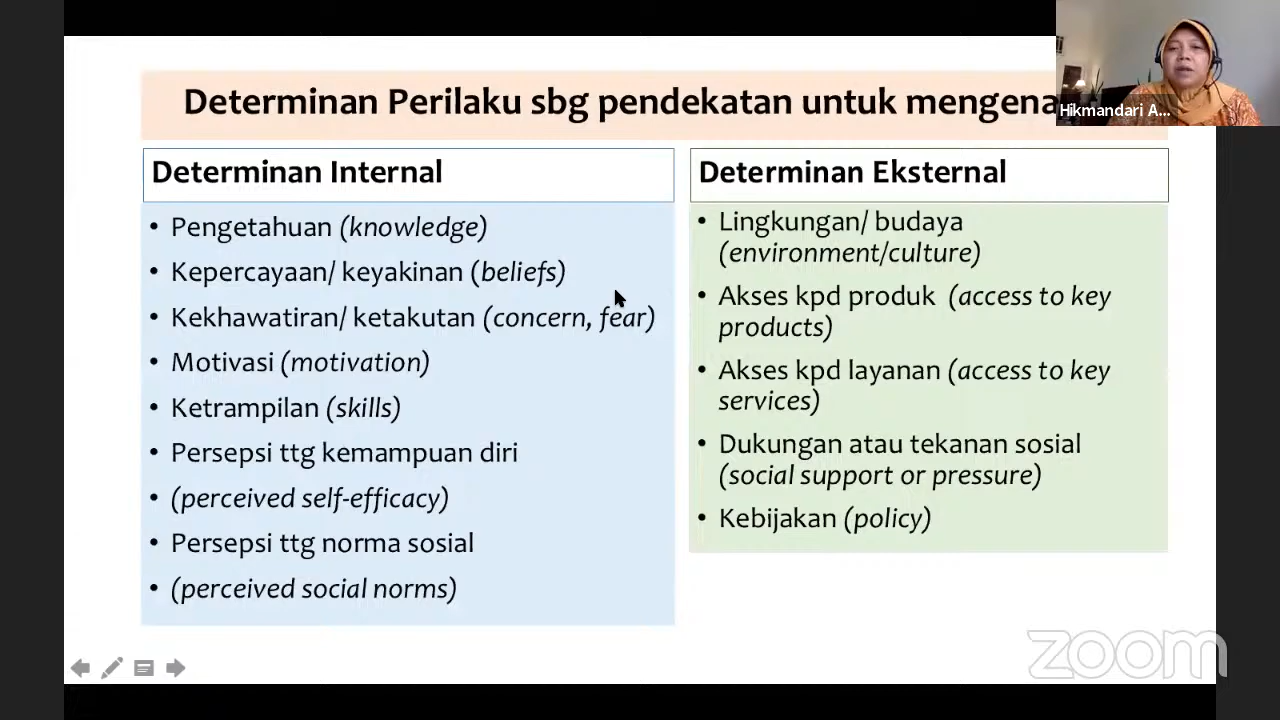 Determinan Perilaku sbg pendekatan untuk
Hikmandari A...
Determinan Internal
• Pengetahuan (knowledge)
• Kepercayaan/ keyakinan (beliefs)
• Kekhawatiran/ ketakutan (concern, fear)
• Motivasi (motivation)
• Ketrampilan (skills)
• Persepsi ttg kemampuan diri
• (perceived self-efficacy)
• Persepsi ttg norma sosial
• (perceived social norms)
Determinan Eksternal
• Lingkungan/ budaya
(environment/culture)
• Akses kpd produk (access to key
products)
• Akses kpd layanan (access to key
services)
• Dukungan atau tekanan sosial
(social support or pressure)
• Kebijakan (policy)
zoom